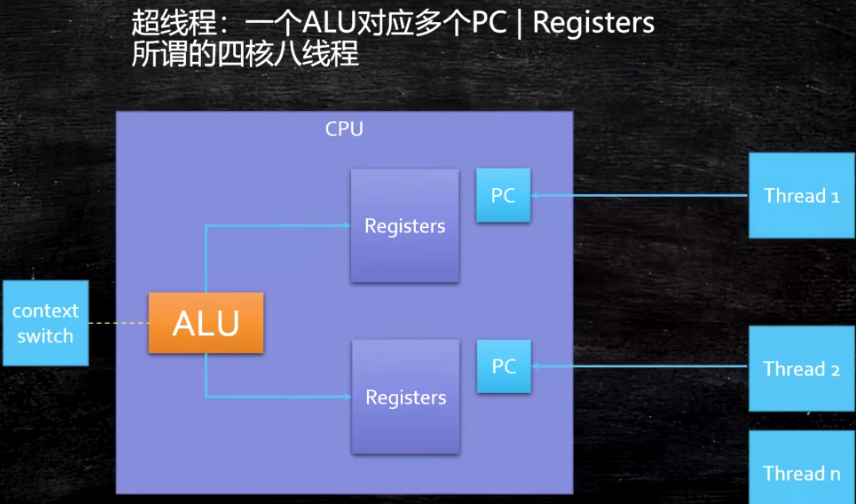 超线程：一个ALU对应多个PC | Registers
所谓的四核八线程
CPU
Registers
PC
Thread 1
context
switch
ALU
Registers
PC
Thread 2
Thread n